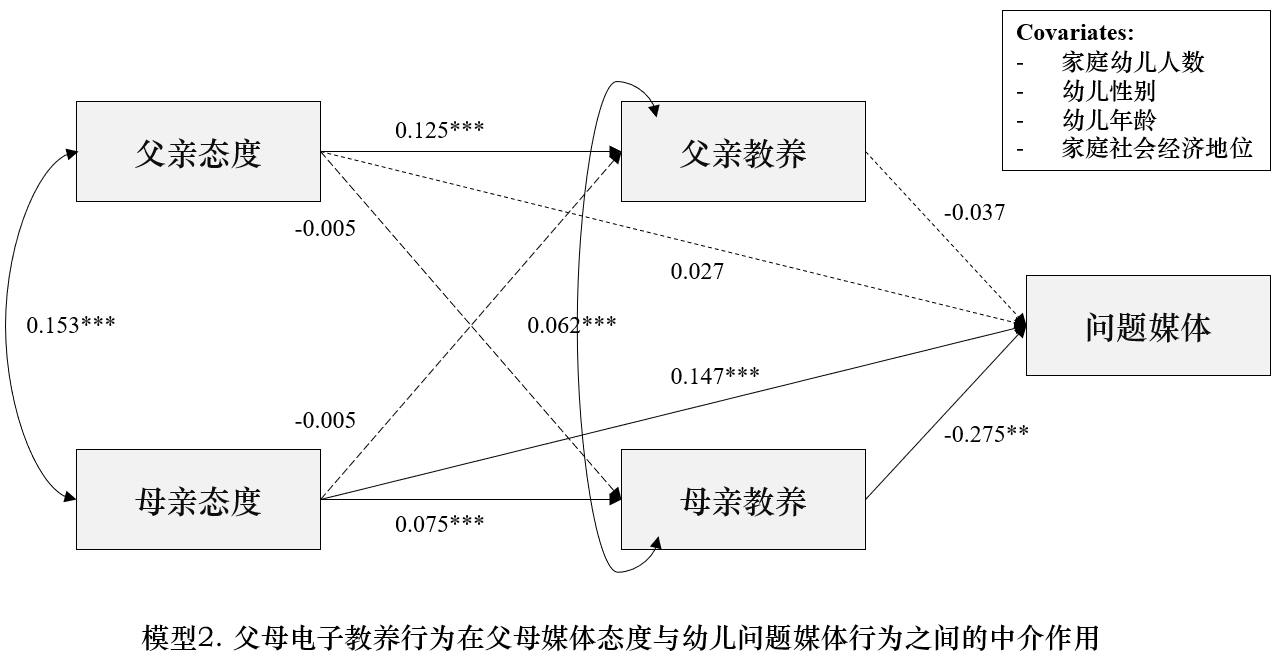 Covariates:
- 家庭幼儿人数
- 幼儿性别
- 幼儿年龄
- 家庭社会经济地位
父亲态度
0.125***
父亲教养
-0.005
-0.037
0.027
0.153***
0.062***
问题媒体
0.147***
-0.005
-0.275**
母亲态度
0.075***
母亲教养
模型2. 父母电子教养行为在父母媒体态度与幼儿问题媒体行为之间的中介作用